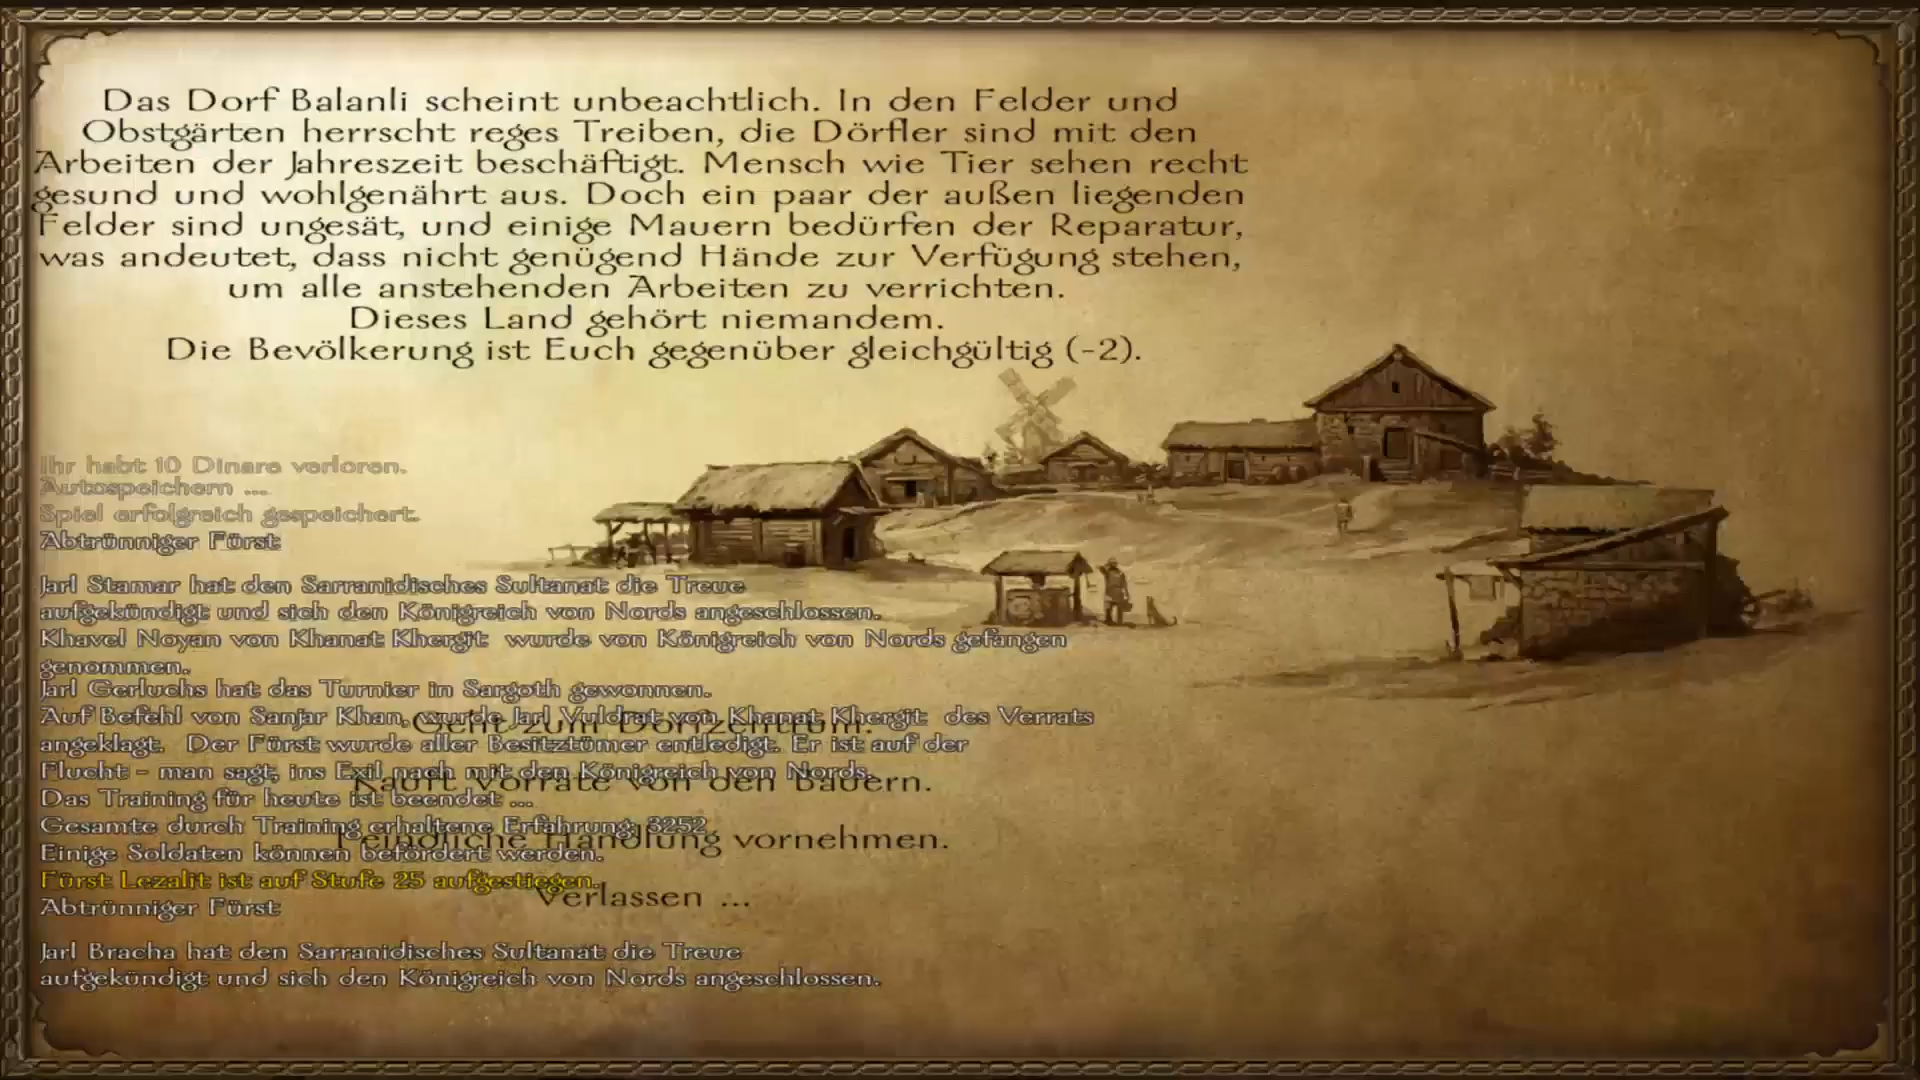 Das Dorf Balanli scheint unbeachtlich. In den Felder und
Obstgärten herrscht reges Treiben, die Dörfler sind mit den
Arbeiten der Jahreszeit beschäftigt. Mensch wie Tier sehen recht
gesund und wohlgenährt aus. Doch ein paar der außen liegenden
Felder sind ungesät, und einige Mauern bedürfen der Reparatur,
was andeutet, dass nicht genügend Hände zur Verfügung stehen,
um alle anstehenden Arbeiten zu verrichten.
Dieses Land gehört niemandem.
Die Bevölkerung ist Euch gegenüber gleichgültig (-2).
Ihr habt 10 Dinare verloren.
Autospeichern ...
Spiel erfolgreich gespeichert.
Abtrünniger Fürst
Jarl Stamar hat den Sarranidisches Sultanat die Treue
aufgekündigt und sich den Königreich von Nords angeschlossen.
Khavel Noyan von Khanat Khergit wurde von Königreich von Nords gefangen
genommen.
Jarl Gerluchs hat das Turnier in Sargoth gewonnen.
Auf Befehl von Sanjar Khan, wurde Jarl Vuldrat von Khanat Khergit des Verrats
Geht zum Dorfzentrum.
angeklagt. Der Fürst wurde aller Besitztümer entledigt. Er ist auf der
Flucht - man sagt, ins Exil nach mit den Königreich von Nords.
Kauft Vorräte von den Bauern.
Das Training für heute ist beendet ...
Gesamte durch Training erhaltene Erfahrung: 3252
Feindliche Handlung vornehmen.
Einige Soldaten können befördert werden.
Fürst Lezalit ist auf Stufe 25 aufgestiegen.
Verlassen ...
Abtrünniger Fürst
Jarl Bracha hat den Sarranidisches Sultanat die Treue
aufgekündigt und sich den Königreich von Nords angeschlossen.